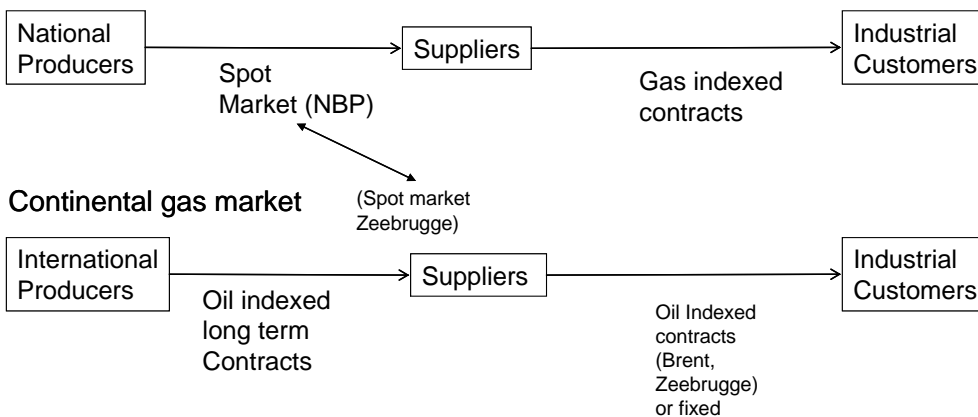 National
Producers
Suppliers
Industrial
Customers
Spot
Market (NBP)
Gas indexed
contracts
Continental gas market
(Spot market
Zeebrugge)
International
Producers
Suppliers
Industrial
Customers
Oil indexed
long term
Contracts
Oil Indexed
contracts
(Brent,
Zeebrugge)
or fixed